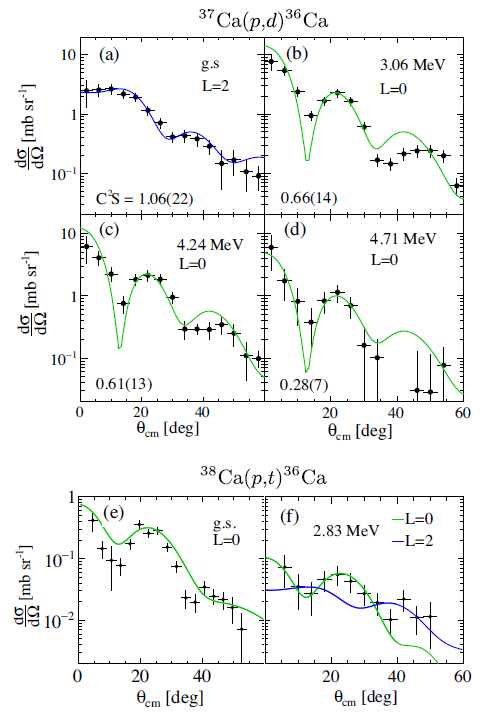 ³⁷Ca(p,d)³⁶Ca
(a)
g.s
L=2
C²S = 1.06(22)
(b)
3.06 MeV
L=0
0.66(14)
10
1
10⁻¹
dσ/dΩ [mb sr⁻¹]
(c)
4.24 MeV
L=0
0.61(13)
(d)
4.71 MeV
L=0
0.28(7)
10
1
10⁻¹
dσ/dΩ [mb sr⁻¹]
0 20 40 20 40 60
θcm [deg] θcm [deg]
³⁸Ca(p,t)³⁶Ca
(e)
g.s.
L=0
(f)
2.83 MeV
L=0
L=2
1
10⁻¹
10⁻²
dσ/dΩ [mb sr⁻¹]
0 20 40 20 40 60
θcm [deg] θcm [deg]